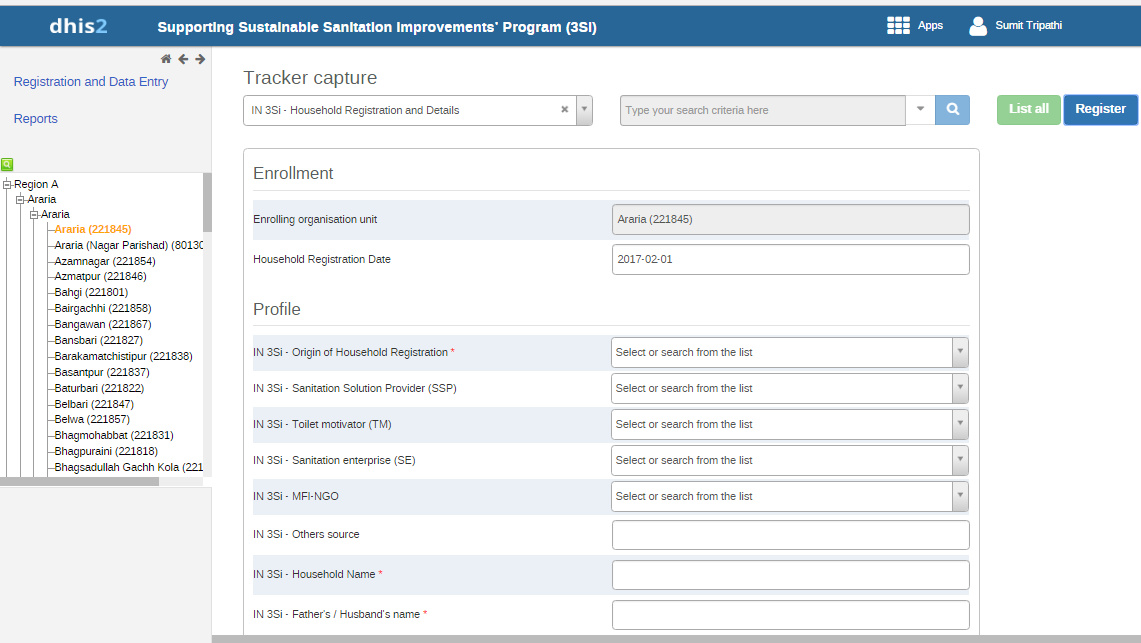 dhis2
Supporting Sustainable Sanitation Improvements' Program (3SI)
Apps
Sumit Tripathi
Registration and Data Entry
Reports
Region A
Araria
Araria
Araria (221845)
Araria (Nagar Parishad) (80130
Azamnagar (221854)
Azmatpur (221846)
Bahgi (221801)
Bairgachhi (221858)
Bangawan (221867)
Bansbari (221827)
Barakamatchistipur (221838)
Basantpur (221837)
Baturbari (221822)
Belbari (221847)
Belwa (221857)
Bhagmohabbat (221831)
Bhagpuraini (221818)
Bhagsadullah Gachh Kola (221
Tracker capture
IN 3Si - Household Registration and Details
Type your search criteria here
List all
Register
Enrollment
Enrolling organisation unit
Araria (221845)
Household Registration Date
2017-02-01
Profile
IN 3Si - Origin of Household Registration *
Select or search from the list
IN 3Si - Sanitation Solution Provider (SSP)
Select or search from the list
IN 3Si - Toilet motivator (TM)
Select or search from the list
IN 3Si - Sanitation enterprise (SE)
Select or search from the list
IN 3Si - MFI-NGO
Select or search from the list
IN 3Si - Others source
IN 3Si - Household Name *
IN 3Si - Father's / Husband's name *